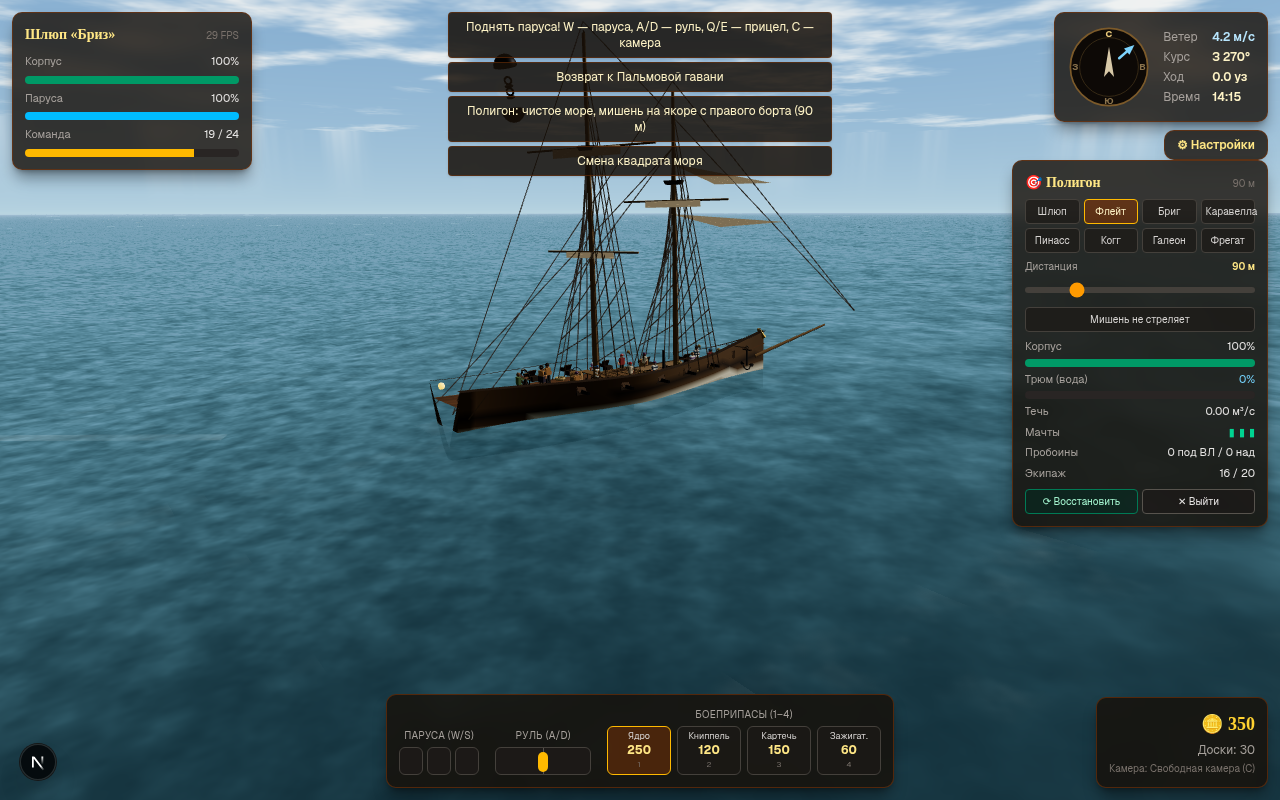 Шлюп «Бриз»
29 FPS
Корпус
100%
Паруса
100%
Команда
19 / 24
Поднять паруса! W — паруса, A/D — руль, Q/E — прицел, C —
камера
Возврат к Пальмовой гавани
Полигон: чистое море, мишень на якоре с правого борта (90
м)
Смена квадрата моря
С
З
В
Ю
Ветер 4.2 м/с
Курс З 270°
Ход 0.0 уз
Время 14:15
⚙ Настройки
🎯 Полигон
90 м
Шлюп Флейт Бриг Каравелла
Пинасс Когг Галеон Фрегат
Дистанция 90 м
Мишень не стреляет
Корпус 100%
Трюм (вода) 0%
Течь 0.00 м³/с
Мачты
Пробоины 0 под ВЛ / 0 над
Экипаж 16 / 20
⟳ Восстановить ✕ Выйти
ПАРУСА (W/S)
РУЛЬ (A/D)
БОЕПРИПАСЫ (1–4)
Ядро Книппель Картечь Зажигат.
250 120 150 60
1 2 3 4
🪙 350
Доски: 30
Камера: Свободная камера (C)
N